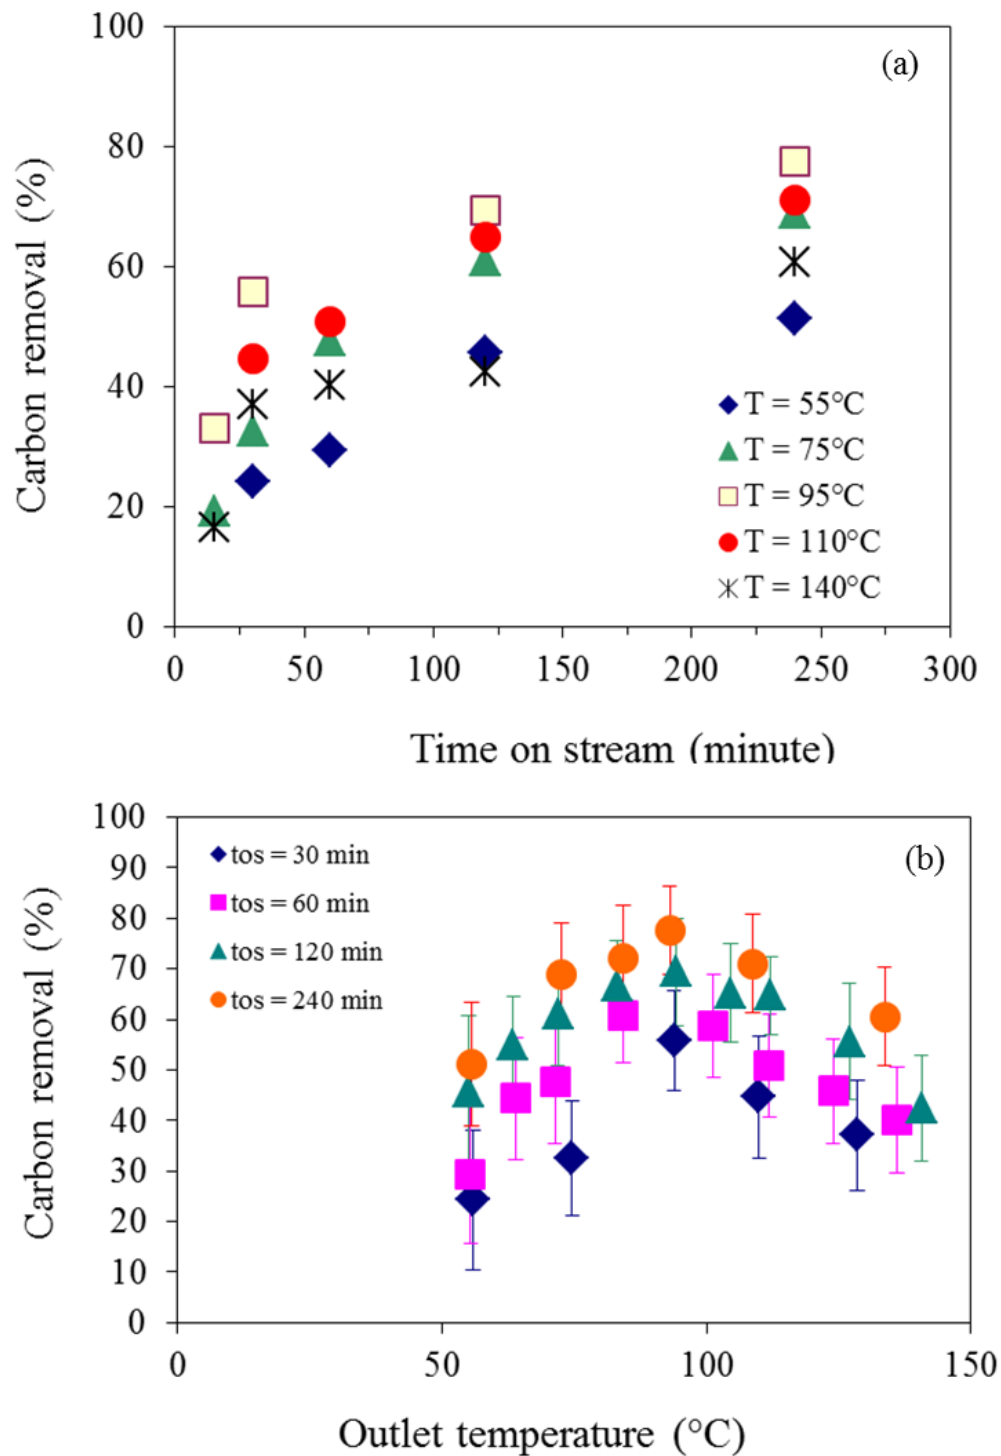 100
(a)
80
60
40
20
0
Carbon removal (%)
T = 55°C
T = 75°C
T = 95°C
T = 110°C
T = 140°C
0 50 100 150 200 250 300
Time on stream (minute)
100
(b)
90
80
70
60
50
40
30
20
10
0
Carbon removal (%)
tos = 30 min
tos = 60 min
tos = 120 min
tos = 240 min
0 50 100 150
Outlet temperature (°C)